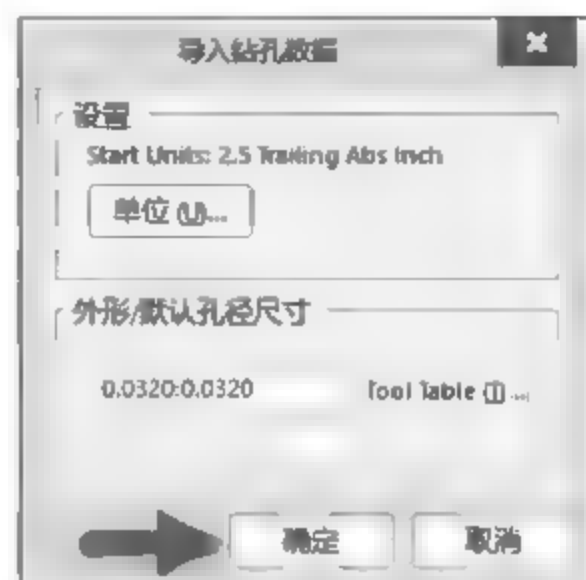 导入钻孔数据
设置
Start Units: 2.5 Trailing Abs Inch
单位 (U)...
外形/默认孔径尺寸
0.0320:0.0320 Tool Table (T) ...
确定 取消